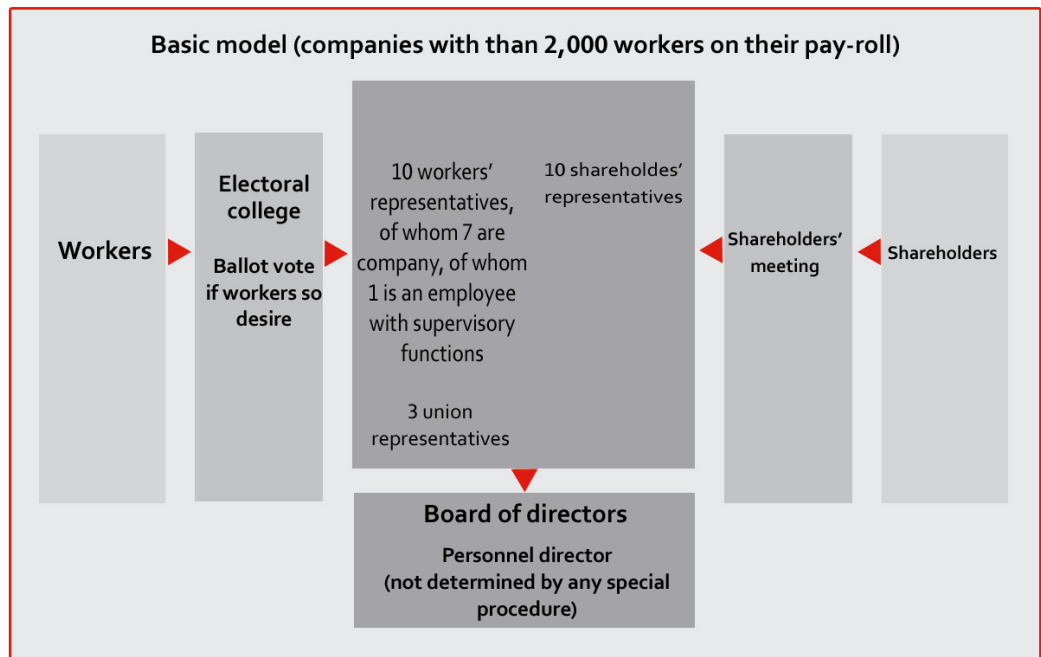 Basic model (companies with than 2,000 workers on their pay-roll)
Workers
Electoral
college
Ballot vote
if workers so
desire
10 workers’
representatives,
of whom 7 are
company, of whom
1 is an employee
with supervisory
functions
3 union
representatives
10 shareholdes’
representatives
Shareholders’
meeting
Shareholders
Board of directors
Personnel director
(not determined by any special
procedure)